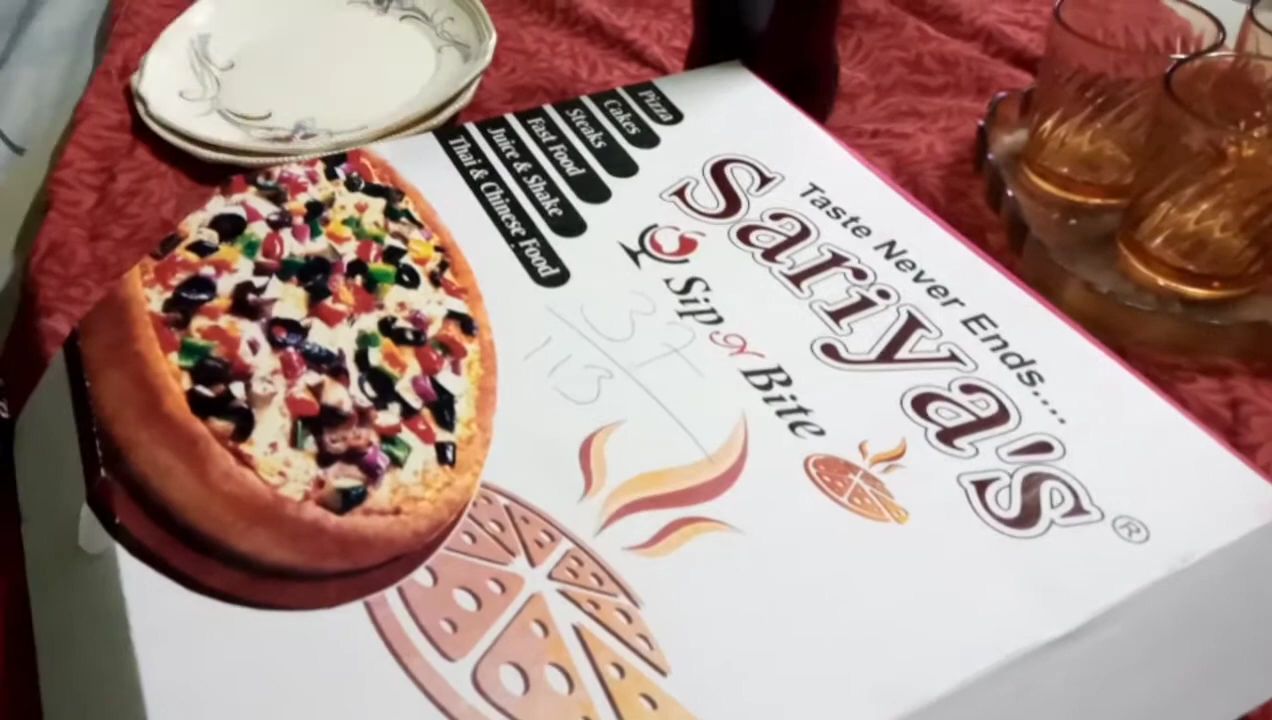 Pizza
Cakes
Steaks
Fast Food
Juice & Shake
Thai & Chinese Food
Taste Never Ends....
Sariya's®
Sip N Bite
37
113